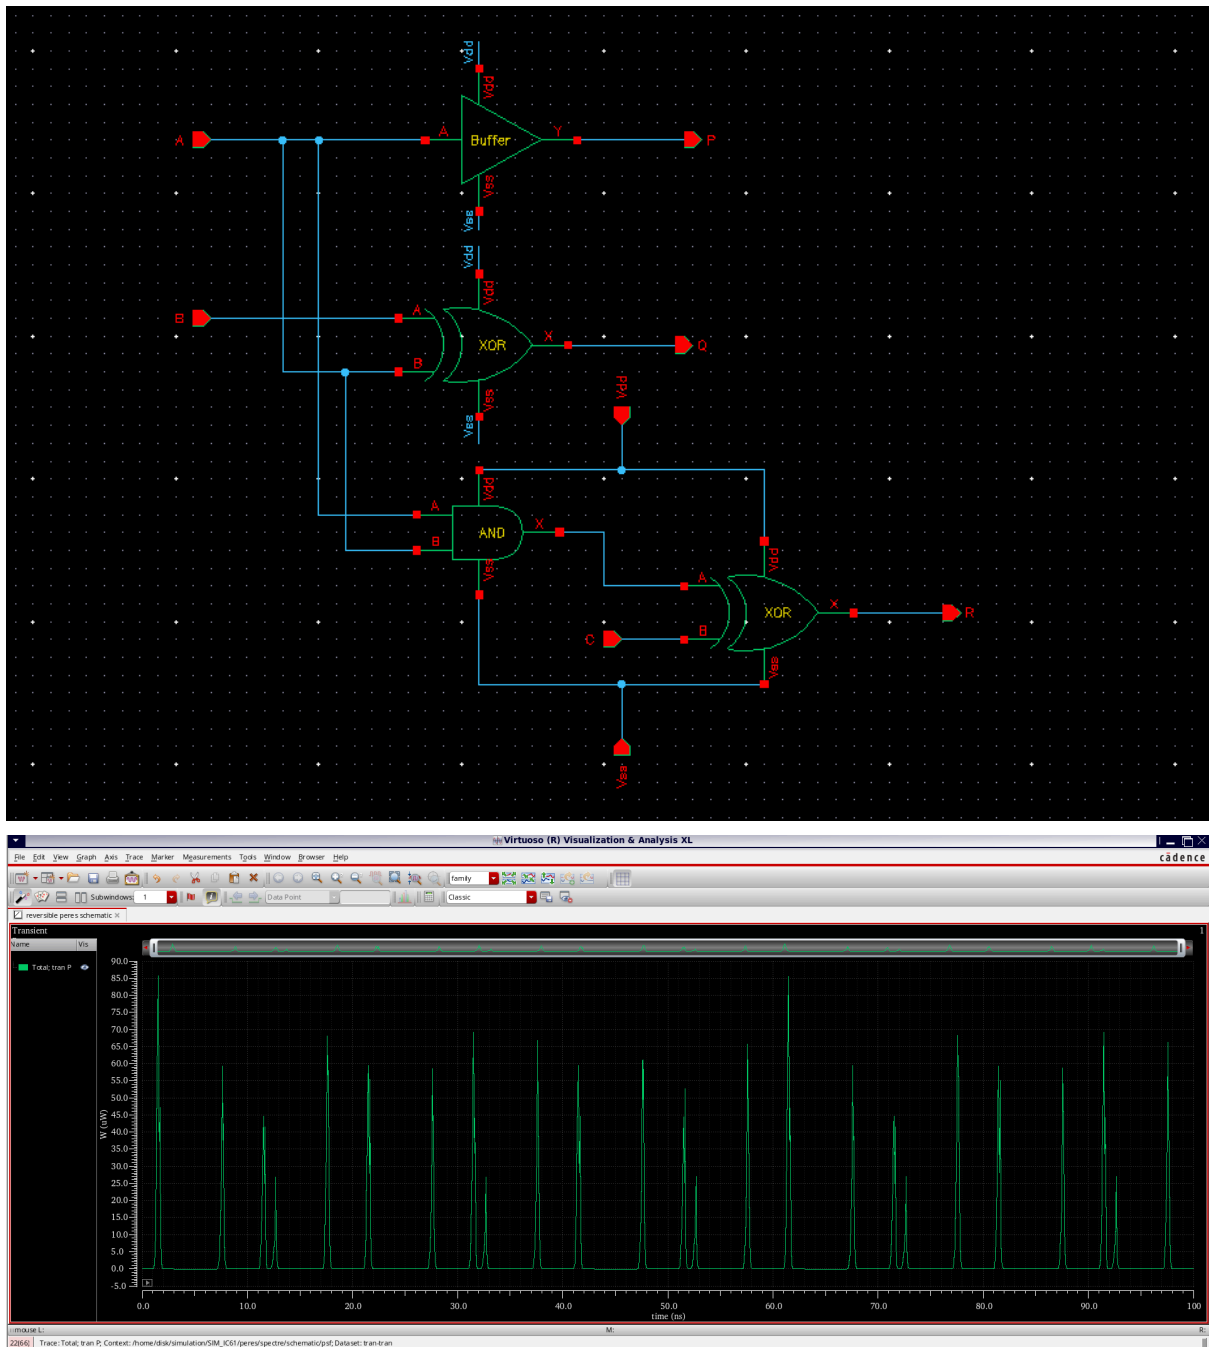 Vdd
Vdd
A
A
Buffer
Y
P
Vss
Vss
Vdd
Vdd
B
A
XOR
X
Q
B
Vss
Vss
Vdd
Vdd
A
AND
X
B
Vss
Vdd
A
XOR
X
R
C
B
Vss
Vss
Virtuoso (R) Visualization & Analysis XL
File Edit View Graph Axis Trace Marker Measurements Tools Window Browser Help
cādence
family
Subwindows: 1
Data Point
Classic
reversible peres schematic
Transient
1
Name Vis
Total; tran P
90.0
85.0
80.0
75.0
70.0
65.0
60.0
55.0
50.0
45.0
40.0
35.0
30.0
25.0
20.0
15.0
10.0
5.0
0.0
-5.0
W (uW)
0.0 10.0 20.0 30.0 40.0 50.0 60.0 70.0 80.0 90.0 100
time (ns)
mouse L: M: R:
22(66) Trace: Total; tran P; Context: /home/disk/simulation/SIM_IC61/peres/spectre/schematic/psf; Dataset: tran-tran